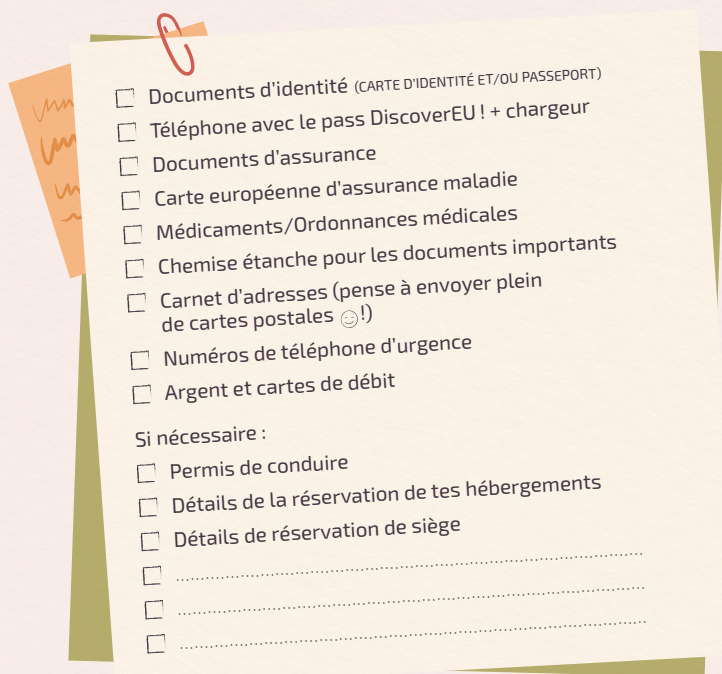 Documents d'identité (CARTE D'IDENTITÉ ET/OU PASSEPORT)
Téléphone avec le pass DiscoverEU ! + chargeur
Documents d'assurance
Carte européenne d'assurance maladie
Médicaments/Ordonnances médicales
Chemise étanche pour les documents importants
Carnet d'adresses (pense à envoyer plein
de cartes postales ☺!)
Numéros de téléphone d'urgence
Argent et cartes de débit
Si nécessaire :
Permis de conduire
Détails de la réservation de tes hébergements
Détails de réservation de siège